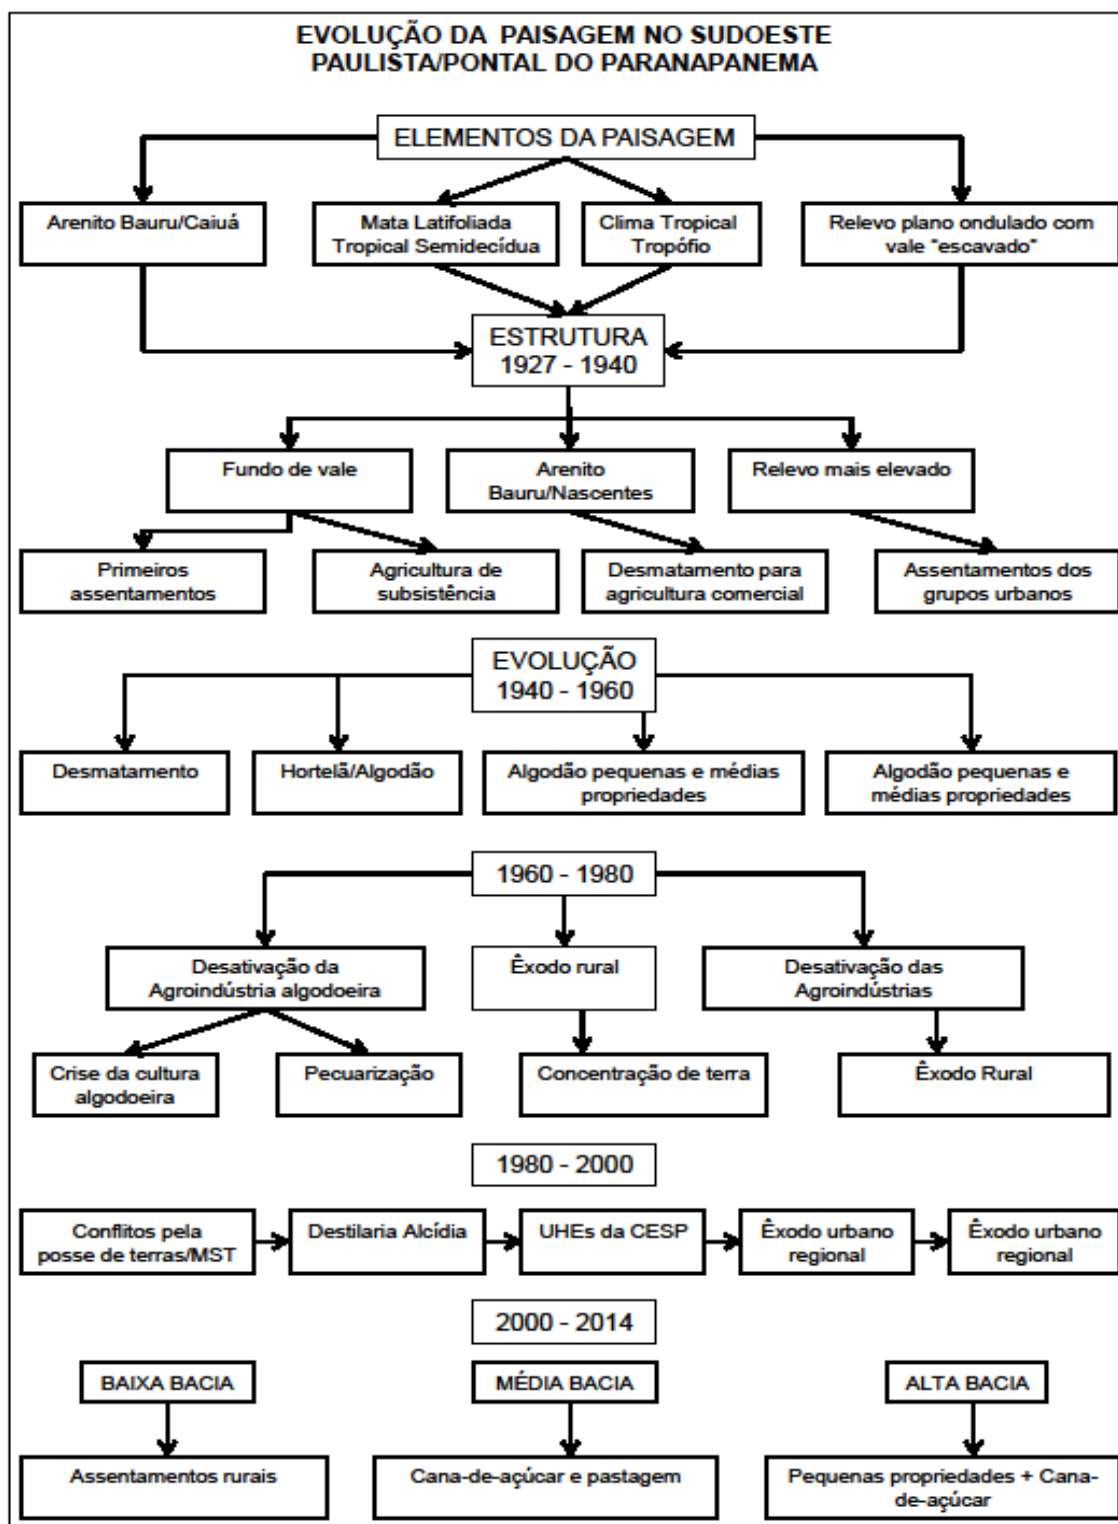 EVOLUÇÃO DA PAISAGEM NO SUDOESTE
PAULISTA/PONTAL DO PARANAPANEMA
ELEMENTOS DA PAISAGEM
Arenito Bauru/Caiuá
Mata Latifoliada
Tropical Semidecídua
Clima Tropical
Tropófio
Relevo plano ondulado com
vale "escavado"
ESTRUTURA
1927 - 1940
Fundo de vale
Arenito
Bauru/Nascentes
Relevo mais elevado
Primeiros
assentamentos
Agricultura de
subsistência
Desmatamento para
agricultura comercial
Assentamentos dos
grupos urbanos
EVOLUÇÃO
1940 - 1960
Desmatamento
Hortelã/Algodão
Algodão pequenas e médias
propriedades
Algodão pequenas e
médias propriedades
1960 - 1980
Desativação da
Agroindústria algodoeira
Êxodo rural
Desativação das
Agroindústrias
Crise da cultura
algodoeira
Pecuarização
Concentração de terra
Êxodo Rural
1980 - 2000
Conflitos pela
posse de terras/MST
Destilaria Alcídia
UHEs da CESP
Êxodo urbano
regional
Êxodo urbano
regional
2000 - 2014
BAIXA BACIA
MÉDIA BACIA
ALTA BACIA
Assentamentos rurais
Cana-de-açúcar e pastagem
Pequenas propriedades + Cana-
de-açúcar